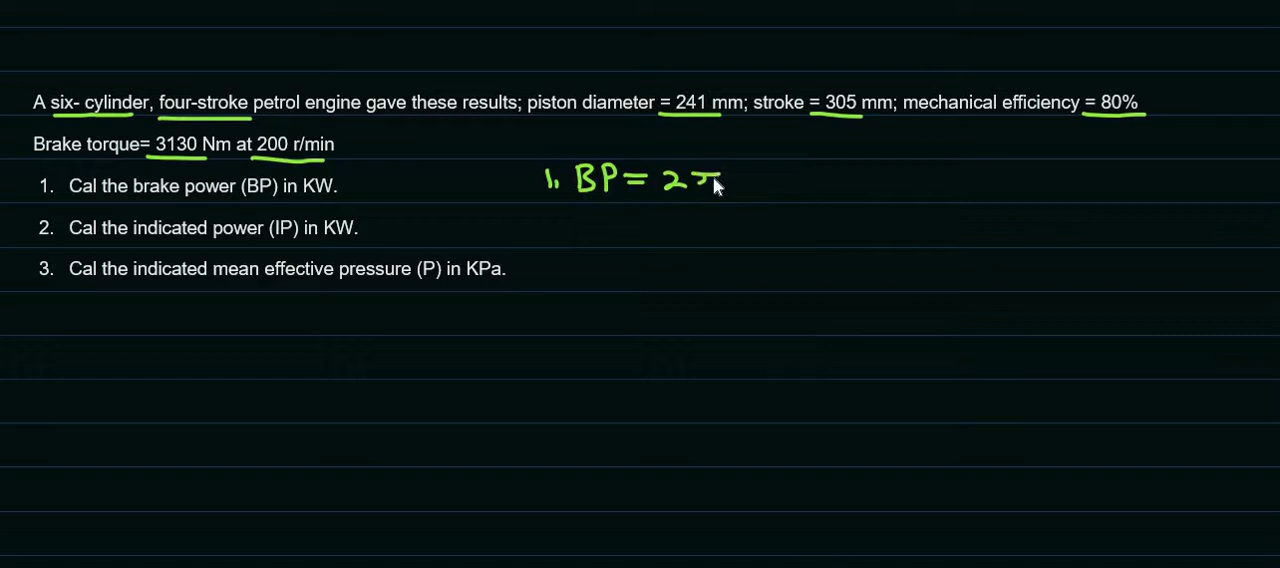 A six- cylinder, four-stroke petrol engine gave these results; piston diameter = 241 mm; stroke = 305 mm; mechanical efficiency = 80%
Brake torque= 3130 Nm at 200 r/min
1. Cal the brake power (BP) in KW.
1. BP = 2π
2. Cal the indicated power (IP) in KW.
3. Cal the indicated mean effective pressure (P) in KPa.